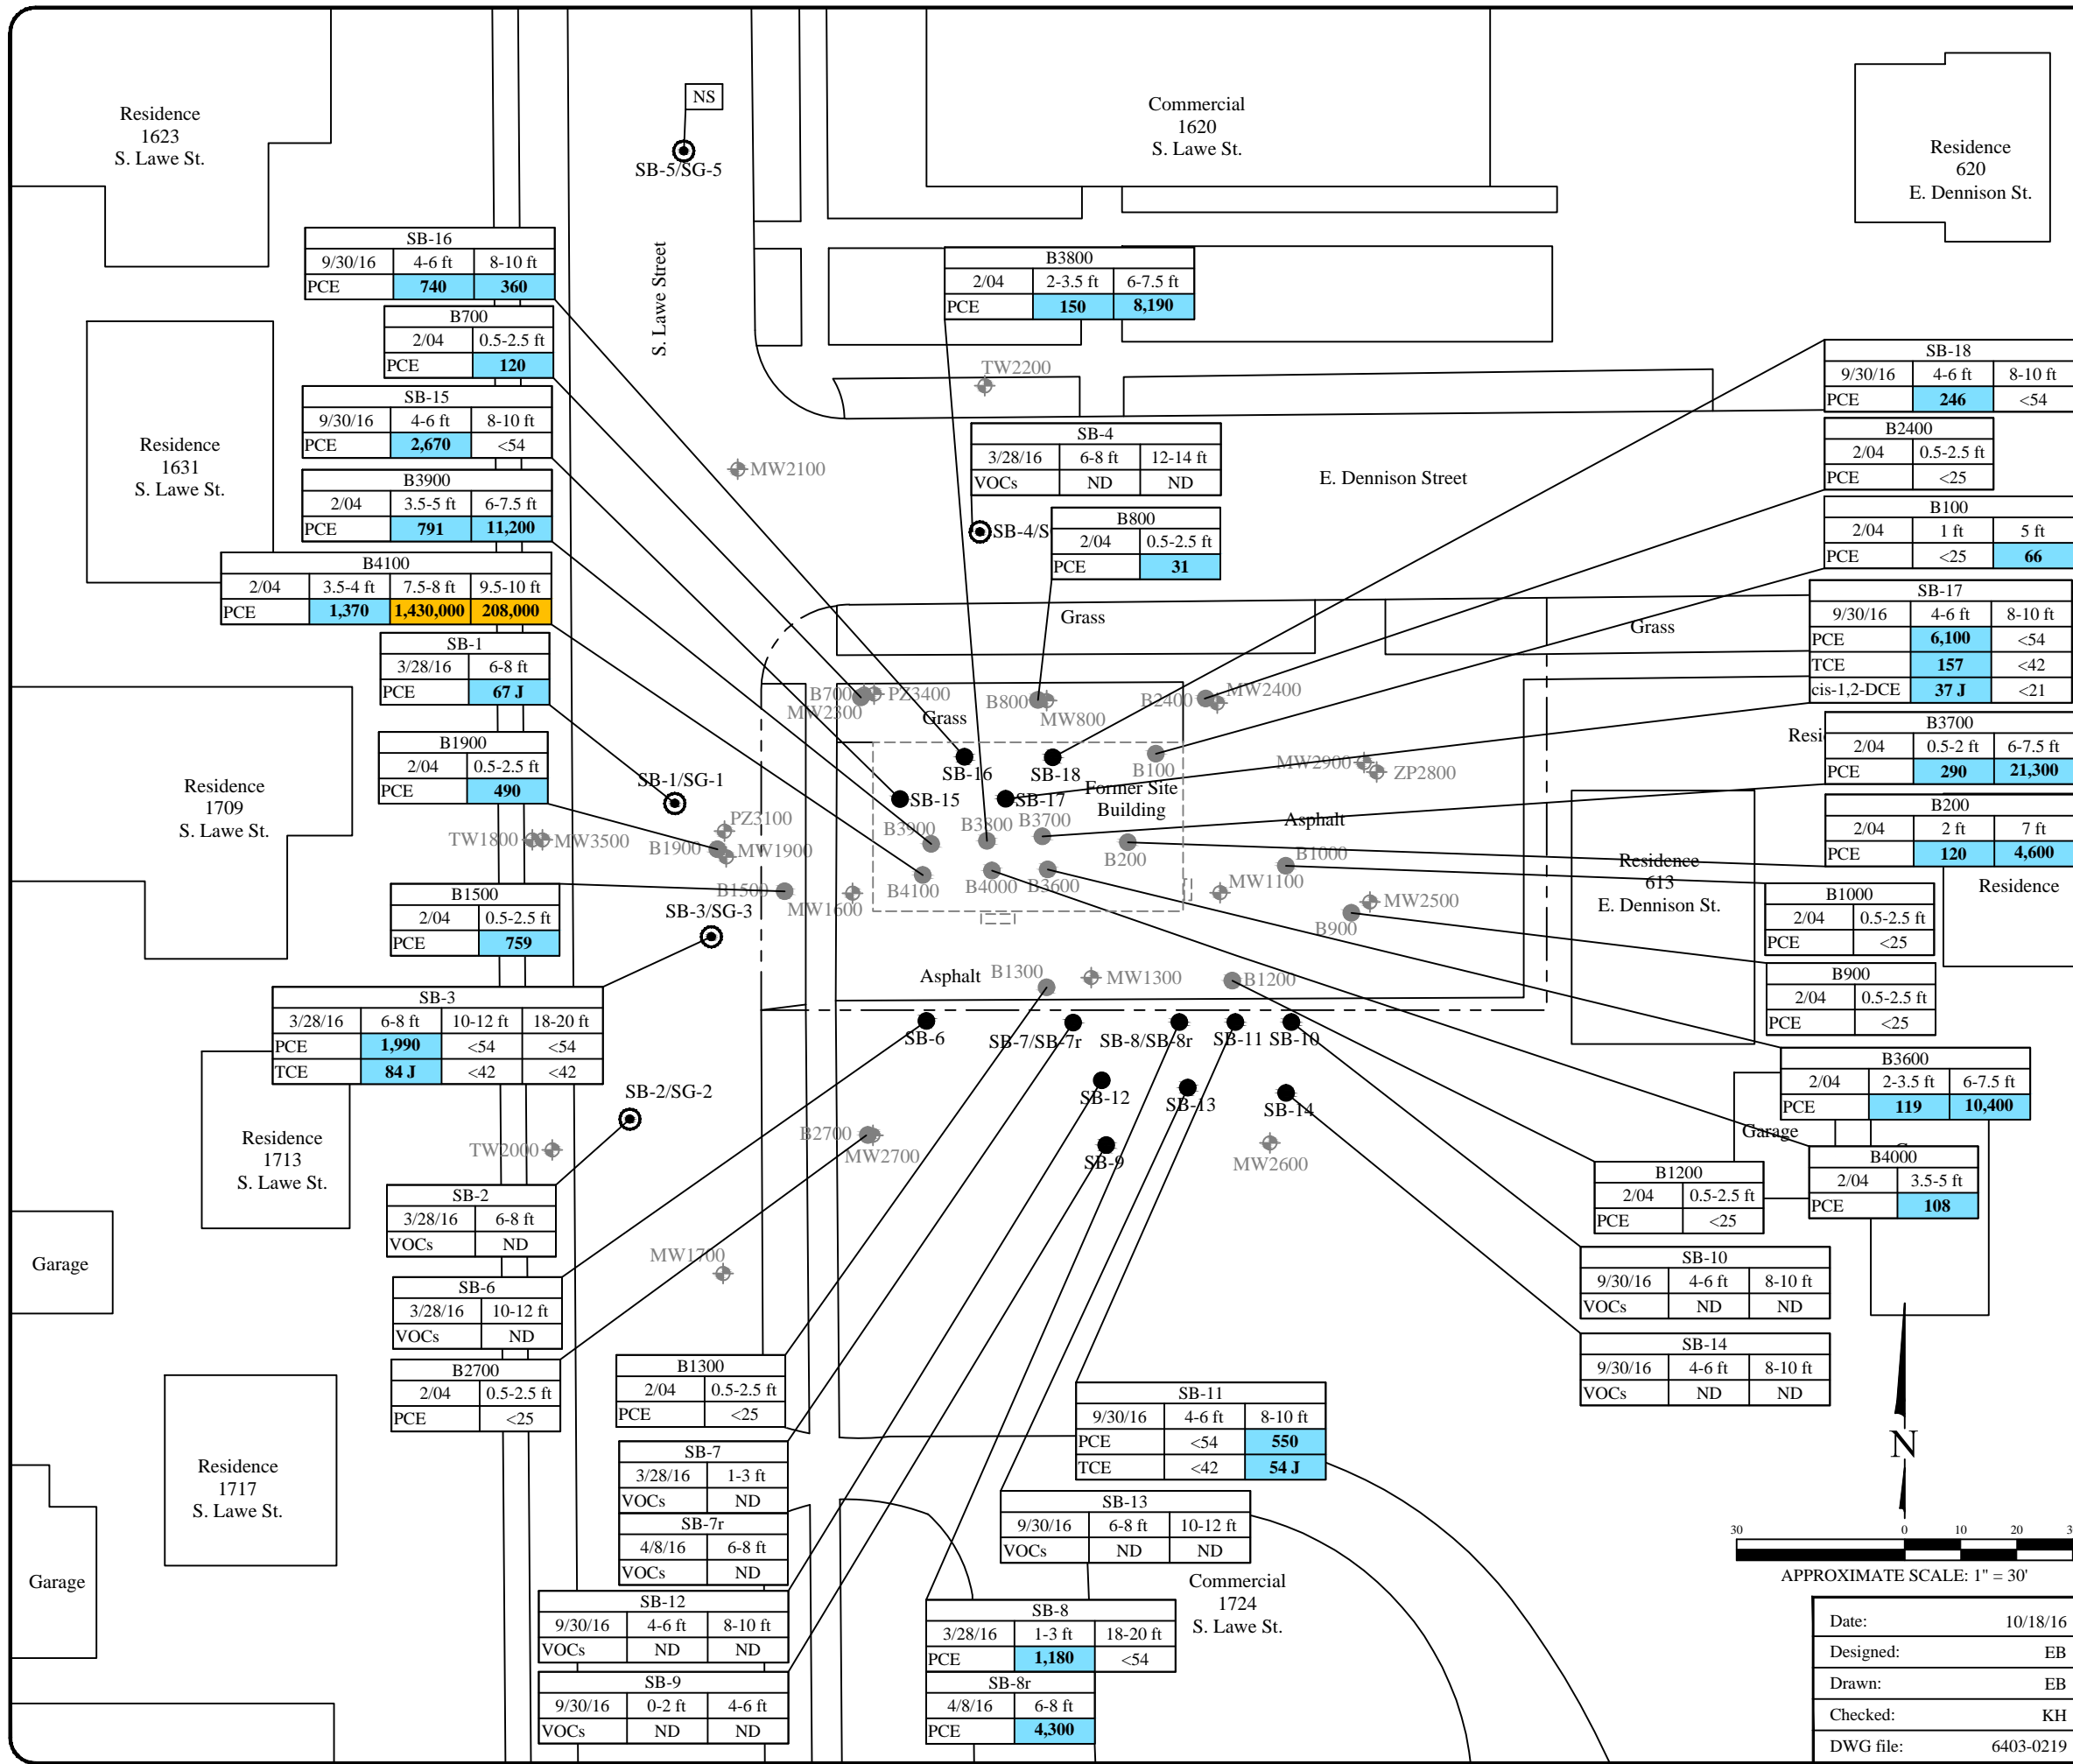 Residence
1623
S. Lawe St.
NS
SB-5/SG-5
Commercial
1620
S. Lawe St.
Residence
620
E. Dennison St.
S. Lawe Street
SB-16
9/30/16 4-6 ft 8-10 ft
PCE 740 360
B700
2/04 0.5-2.5 ft
PCE 120
SB-15
9/30/16 4-6 ft 8-10 ft
PCE 2,670 <54
B3900
2/04 3.5-5 ft 6-7.5 ft
PCE 791 11,200
B4100
2/04 3.5-4 ft 7.5-8 ft 9.5-10 ft
PCE 1,370 1,430,000 208,000
SB-1
3/28/16 6-8 ft
PCE 67 J
B1900
2/04 0.5-2.5 ft
PCE 490
B1500
2/04 0.5-2.5 ft
PCE 759
SB-3
3/28/16 6-8 ft 10-12 ft 18-20 ft
PCE 1,990 <54 <54
TCE 84 J <42 <42
SB-2
3/28/16 6-8 ft
VOCs ND
SB-6
3/28/16 10-12 ft
VOCs ND
B2700
2/04 0.5-2.5 ft
PCE <25
Residence
1631
S. Lawe St.
Residence
1709
S. Lawe St.
Residence
1713
S. Lawe St.
Garage
Residence
1717
S. Lawe St.
Garage
B3800
2/04 2-3.5 ft 6-7.5 ft
PCE 150 8,190
TW2200
MW2100
SB-4
3/28/16 6-8 ft 12-14 ft
VOCs ND ND
SB-4/S
B800
2/04 0.5-2.5 ft
PCE 31
E. Dennison Street
Grass
Grass
SB-18
9/30/16 4-6 ft 8-10 ft
PCE 246 <54
B2400
2/04 0.5-2.5 ft
PCE <25
B100
2/04 1 ft 5 ft
PCE <25 66
SB-17
9/30/16 4-6 ft 8-10 ft
PCE 6,100 <54
TCE 157 <42
cis-1,2-DCE 37 J <21
Resi
B3700
2/04 0.5-2 ft 6-7.5 ft
PCE 290 21,300
B200
2/04 2 ft 7 ft
PCE 120 4,600
Residence
B1000
2/04 0.5-2.5 ft
PCE <25
B900
2/04 0.5-2.5 ft
PCE <25
B3600
2/04 2-3.5 ft 6-7.5 ft
PCE 119 10,400
Garage
B4000
2/04 3.5-5 ft
PCE 108
B1200
2/04 0.5-2.5 ft
PCE <25
SB-10
9/30/16 4-6 ft 8-10 ft
VOCs ND ND
SB-14
9/30/16 4-6 ft 8-10 ft
VOCs ND ND
B700
PZ3400
MW2300
Grass
B800
MW800
B2400
MW2400
SB-16
SB-18
B100
MW2900
ZP2800
SB-1/SG-1
SB-15
SB-17
Former Site
Building
PZ3100
TW1800
MW3500
B1900
MW1900
B3900
B3800
B3700
B200
Asphalt
B1000
Residence
613
E. Dennison St.
B1500
MW1600
B4100
B4000
B3600
MW1100
MW2500
B900
SB-3/SG-3
Asphalt
B1300
MW1300
B1200
SB-6
SB-7/SB-7r
SB-8/SB-8r
SB-11
SB-10
SB-2/SG-2
SB-12
SB-13
SB-14
TW2000
B2700
MW2700
SB-9
MW2600
MW1700
B1300
2/04 0.5-2.5 ft
PCE <25
SB-7
3/28/16 1-3 ft
VOCs ND
SB-7r
4/8/16 6-8 ft
VOCs ND
SB-12
9/30/16 4-6 ft 8-10 ft
VOCs ND ND
SB-9
9/30/16 0-2 ft 4-6 ft
VOCs ND ND
SB-11
9/30/16 4-6 ft 8-10 ft
PCE <54 550
TCE <42 54 J
SB-13
9/30/16 6-8 ft 10-12 ft
VOCs ND ND
Commercial
1724
S. Lawe St.
SB-8
3/28/16 1-3 ft 18-20 ft
PCE 1,180 <54
SB-8r
4/8/16 6-8 ft
PCE 4,300
N
30 0 10 20
APPROXIMATE SCALE: 1" = 30'
Date: 10/18/16
Designed: EB
Drawn: EB
Checked: KH
DWG file: 6403-0219